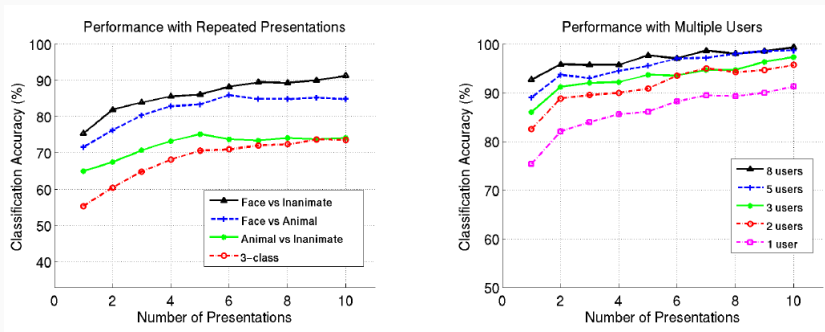 Performance with Repeated Presentations
100
90
80
70
60
50
40
Classification Accuracy (%)
Face vs Inanimate
Face vs Animal
Animal vs Inanimate
3-class
0 2 4 6 8 10
Number of Presentations
Performance with Multiple Users
100
90
80
70
60
50
Classification Accuracy (%)
8 users
5 users
3 users
2 users
1 user
0 2 4 6 8 10
Number of Presentations